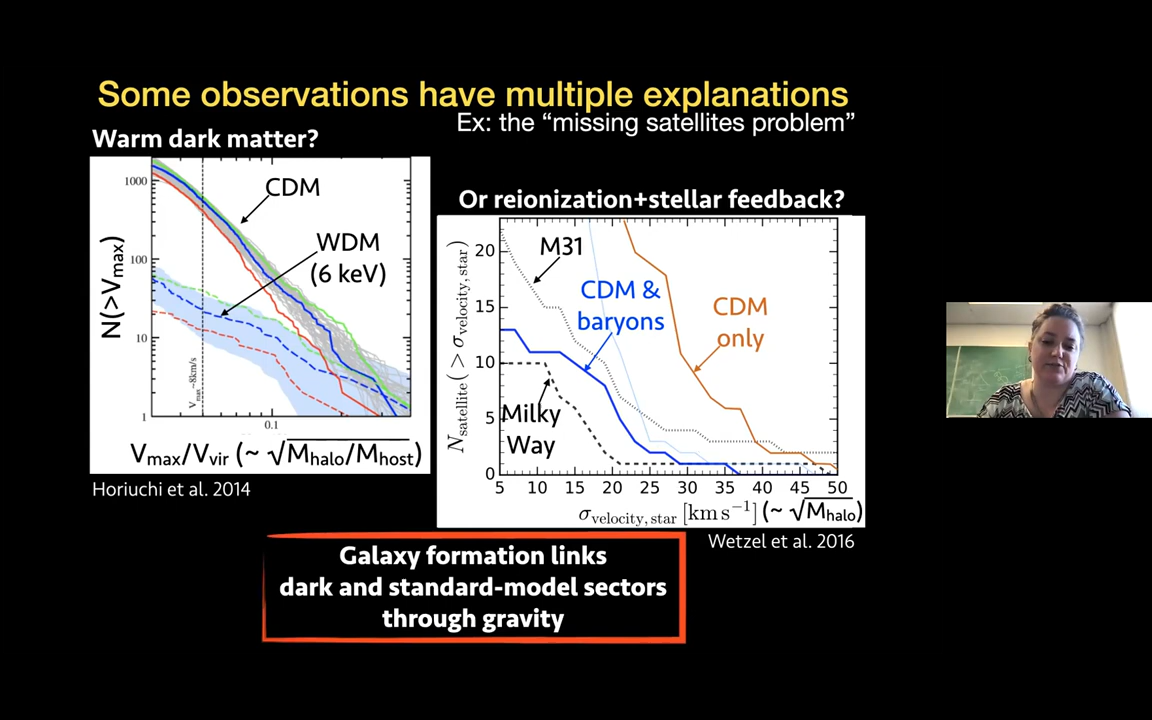 Some observations have multiple explanations
Ex: the “missing satellites problem”
Warm dark matter?
1000
100
10
1
0.1
N(>Vmax)
CDM
WDM
(6 keV)
Vmax ~8km/s
Vmax/Vvir (~ √Mhalo/Mhost)
Horiuchi et al. 2014
Or reionization+stellar feedback?
20
15
10
5
0
Nsatellite(> σvelocity,star)
M31
CDM &
baryons
CDM
only
Milky
Way
5 10 15 20 25 30 35 40 45 50
σvelocity,star [km s⁻¹] (~ √Mhalo)
Wetzel et al. 2016
Galaxy formation links
dark and standard-model sectors
through gravity